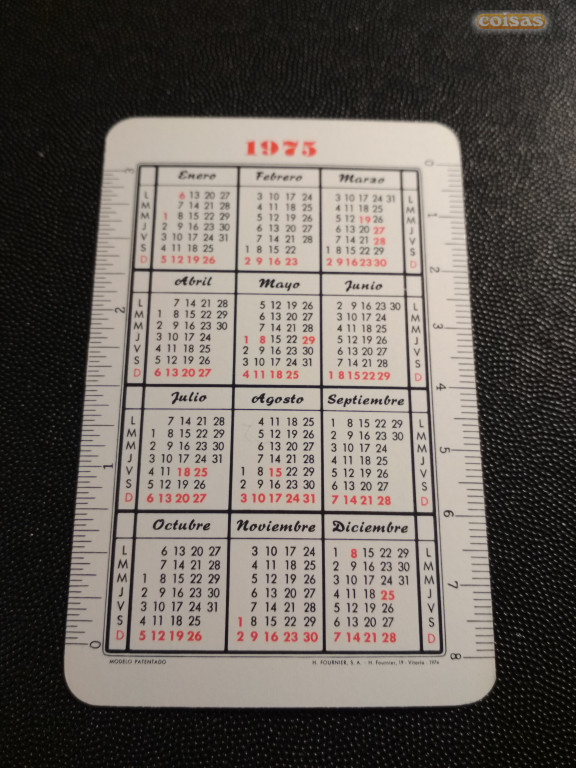 coisas
1975
Enero Febrero Marzo
L 6 13 20 27 3 10 17 24 3 10 17 24 31 L
M 7 14 21 28 4 11 18 25 4 11 18 25 M
M 1 8 15 22 29 5 12 19 26 5 12 19 26 M
J 2 9 16 23 30 6 13 20 27 6 13 20 27 J
V 3 10 17 24 31 7 14 21 28 7 14 21 28 V
S 4 11 18 25 1 8 15 22 1 8 15 22 29 S
D 5 12 19 26 2 9 16 23 2 9 16 23 30 D
Abril Mayo Junio
L 7 14 21 28 5 12 19 26 2 9 16 23 30 L
M 1 8 15 22 29 6 13 20 27 3 10 17 24 M
M 2 9 16 23 30 7 14 21 28 4 11 18 25 M
J 3 10 17 24 1 8 15 22 29 5 12 19 26 J
V 4 11 18 25 2 9 16 23 30 6 13 20 27 V
S 5 12 19 26 3 10 17 24 31 7 14 21 28 S
D 6 13 20 27 4 11 18 25 1 8 15 22 29 D
Julio Agosto Septiembre
L 7 14 21 28 4 11 18 25 1 8 15 22 29 L
M 1 8 15 22 29 5 12 19 26 2 9 16 23 30 M
M 2 9 16 23 30 6 13 20 27 3 10 17 24 M
J 3 10 17 24 31 7 14 21 28 4 11 18 25 J
V 4 11 18 25 1 8 15 22 29 5 12 19 26 V
S 5 12 19 26 2 9 16 23 30 6 13 20 27 S
D 6 13 20 27 3 10 17 24 31 7 14 21 28 D
Octubre Noviembre Diciembre
L 6 13 20 27 3 10 17 24 1 8 15 22 29 L
M 7 14 21 28 4 11 18 25 2 9 16 23 30 M
M 1 8 15 22 29 5 12 19 26 3 10 17 24 31 M
J 2 9 16 23 30 6 13 20 27 4 11 18 25 J
V 3 10 17 24 31 7 14 21 28 5 12 19 26 V
S 4 11 18 25 1 8 15 22 29 6 13 20 27 S
D 5 12 19 26 2 9 16 23 30 7 14 21 28 D
0 1 2 3
0 1 2 3 4 5 6 7 8
MODELO PATENTADO H. FOURNIER, S. A. - H. Fournier, 19 - Vitoria - 1974